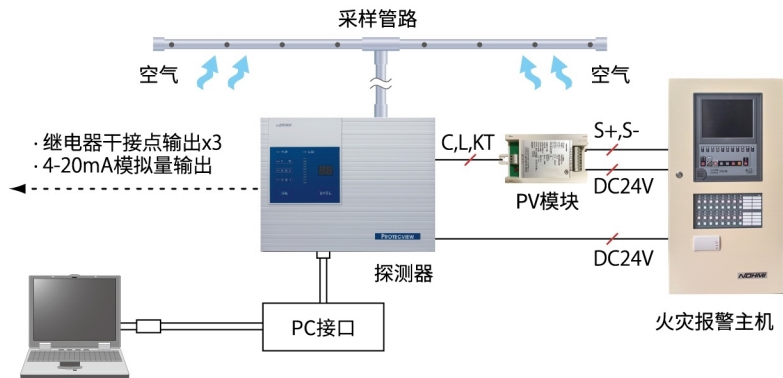 采样管路
空气
空气
· 继电器干接点输出x3
· 4-20mA模拟量输出
C,L,KT
S+,S-
DC24V
PV模块
PROTECVIEW
DC24V
探测器
NOHMI
PC接口
火灾报警主机